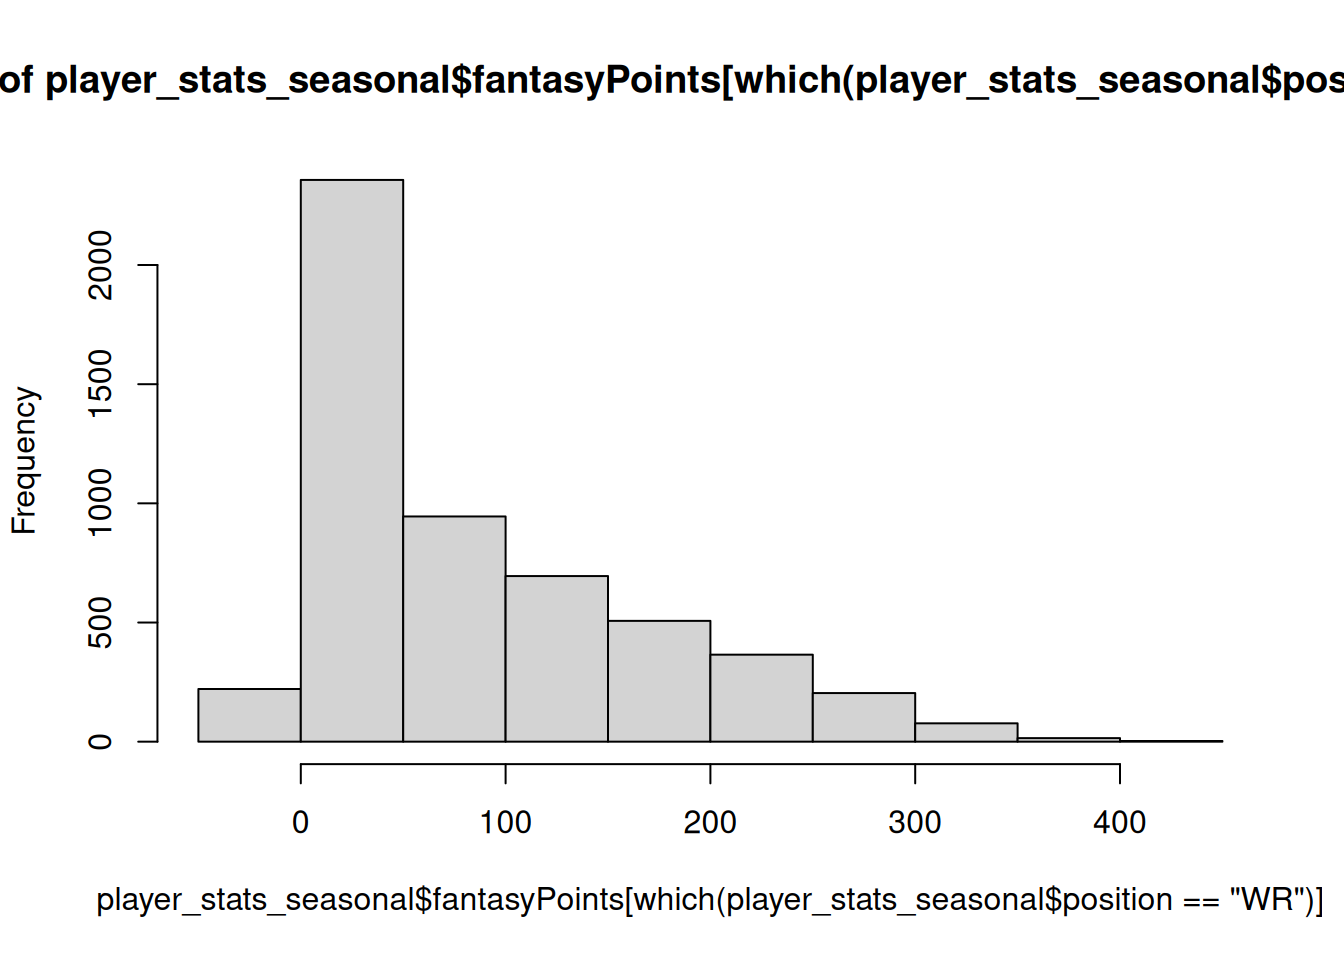 of player_stats_seasonal$fantasyPoints[which(player_stats_seasonal$pos
Frequency
2000
1500
1000
500
0
0 100 200 300 400
player_stats_seasonal$fantasyPoints[which(player_stats_seasonal$position == "WR")]